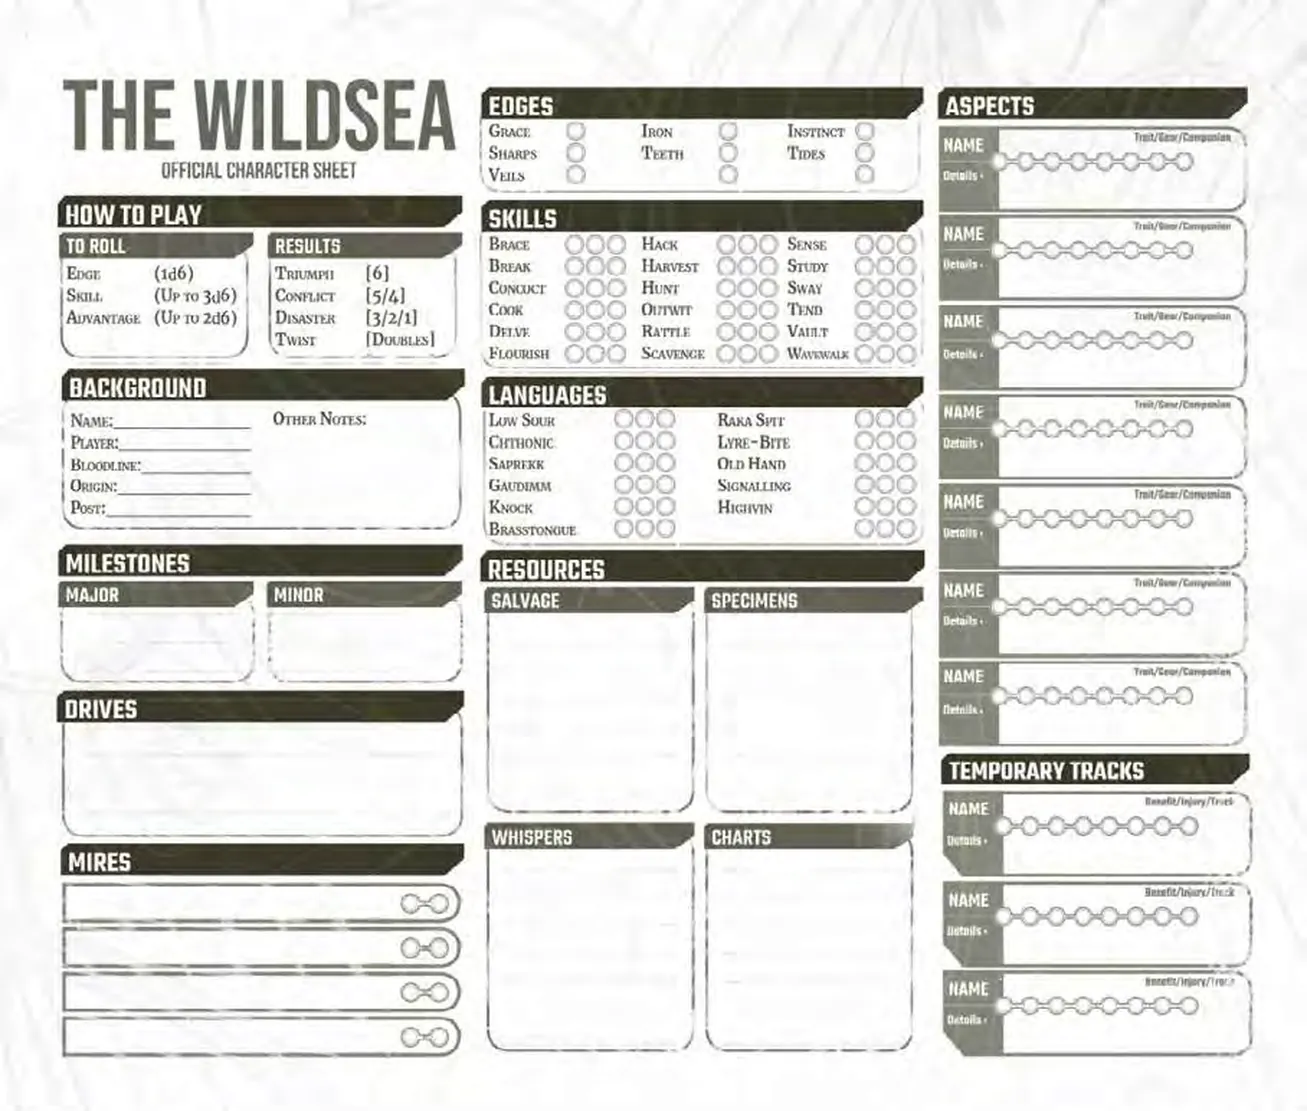 THE WILDSEA
OFFICIAL CHARACTER SHEET
HOW TO PLAY
TO ROLL
EDGE (1d6)
SKILL (UP TO 3d6)
ADVANTAGE (UP TO 2d6)
RESULTS
TRIUMPH [6]
CONFLICT [5/4]
DISASTER [3/2/1]
TWIST [DOUBLES]
BACKGROUND
NAME:
PLAYER:
BLOODLINE:
ORIGIN:
POST:
OTHER NOTES:
MILESTONES
MAJOR
MINOR
DRIVES
MIRES
EDGES
GRACE IRON INSTINCT
SHARPS TEETH TIDES
VEILS
SKILLS
BRACE HACK SENSE
BREAK HARVEST STUDY
CONDUCT HUNT SWAY
COOK OUTWIT TEND
DELVE RATTLE VAULT
FLOURISH SCAVENGE WAVEWALK
LANGUAGES
LOW SOUR RAKA SPIT
CHTHONIC LYRE-BITE
SAPREKK OLD HAND
GAUDIMM SIGNALLING
KNOCK HIGHVIN
BRASSTONGUE
RESOURCES
SALVAGE
SPECIMENS
WHISPERS
CHARTS
ASPECTS
NAME Trait/Gear/Companion
Details
NAME Trait/Gear/Companion
Details
NAME Trait/Gear/Companion
Details
NAME Trait/Gear/Companion
Details
NAME Trait/Gear/Companion
Details
NAME Trait/Gear/Companion
Details
NAME Trait/Gear/Companion
Details
TEMPORARY TRACKS
NAME Benefit/Injury/Track
Details
NAME Benefit/Injury/Track
Details
NAME Benefit/Injury/Track
Details